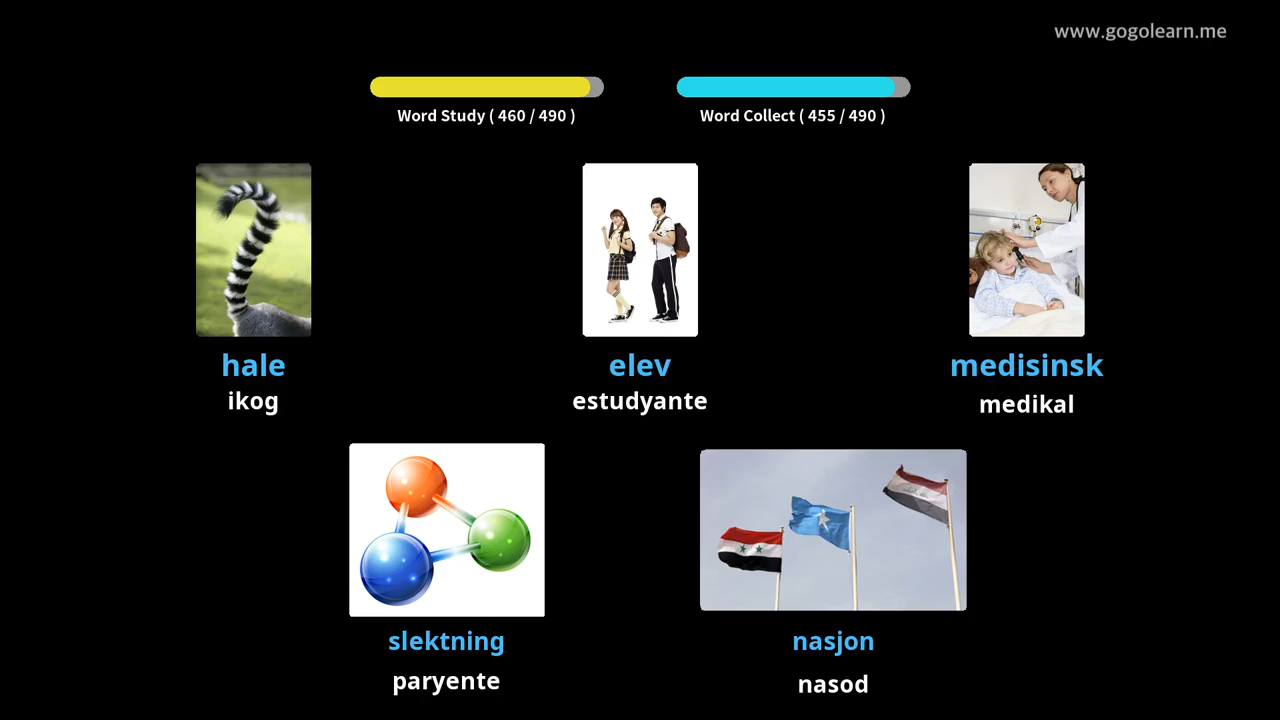 www.gogolearn.me
Word Study ( 460 / 490 )
Word Collect ( 455 / 490 )
hale
ikog
elev
estudyante
medisinsk
medikal
slektning
paryente
nasjon
nasod